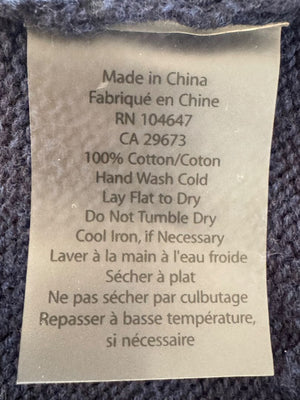 Made in China
Fabriqué en Chine
RN 104647
CA 29673
100% Cotton/Coton
Hand Wash Cold
Lay Flat to Dry
Do Not Tumble Dry
Cool Iron, if Necessary
Laver à la main à l'eau froide
Sécher à plat
Ne pas sécher par culbutage
Repasser à basse température,
si nécessaire